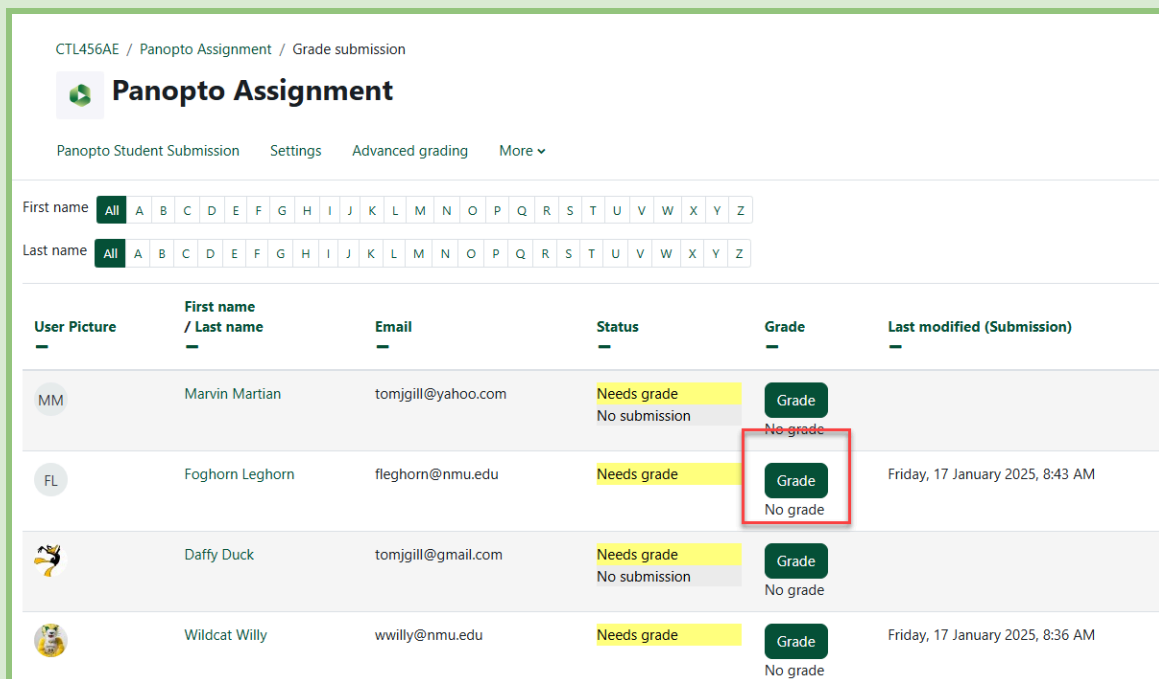 CTL456AE / Panopto Assignment / Grade submission
Panopto Assignment
Panopto Student Submission Settings Advanced grading More
First name All A B C D E F G H I J K L M N O P Q R S T U V W X Y Z
Last name All A B C D E F G H I J K L M N O P Q R S T U V W X Y Z
First name
User Picture / Last name Email Status Grade Last modified (Submission)
MM Marvin Martian tomjgill@yahoo.com Needs grade Grade
No submission
No grade
FL Foghorn Leghorn fleghorn@nmu.edu Needs grade Grade Friday, 17 January 2025, 8:43 AM
No grade
Daffy Duck tomjgill@gmail.com Needs grade Grade
No submission
No grade
Wildcat Willy wwilly@nmu.edu Needs grade Grade Friday, 17 January 2025, 8:36 AM
No grade